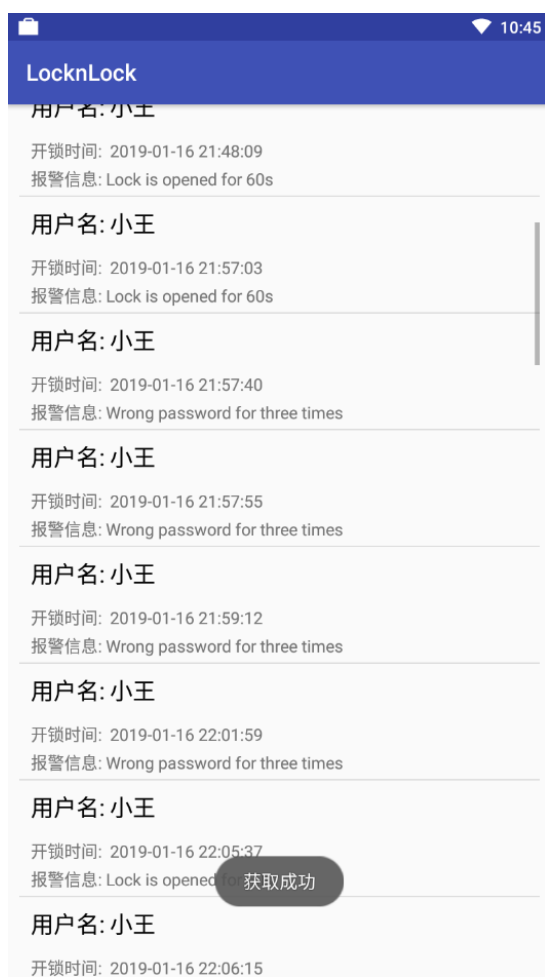 10:45
LocknLock
用户名: 小王
开锁时间: 2019-01-16 21:48:09
报警信息: Lock is opened for 60s
用户名: 小王
开锁时间: 2019-01-16 21:57:03
报警信息: Lock is opened for 60s
用户名: 小王
开锁时间: 2019-01-16 21:57:40
报警信息: Wrong password for three times
用户名: 小王
开锁时间: 2019-01-16 21:57:55
报警信息: Wrong password for three times
用户名: 小王
开锁时间: 2019-01-16 21:59:12
报警信息: Wrong password for three times
用户名: 小王
开锁时间: 2019-01-16 22:01:59
报警信息: Wrong password for three times
用户名: 小王
开锁时间: 2019-01-16 22:05:37
报警信息: Lock is opened
获取成功
用户名: 小王
开锁时间: 2019-01-16 22:06:15